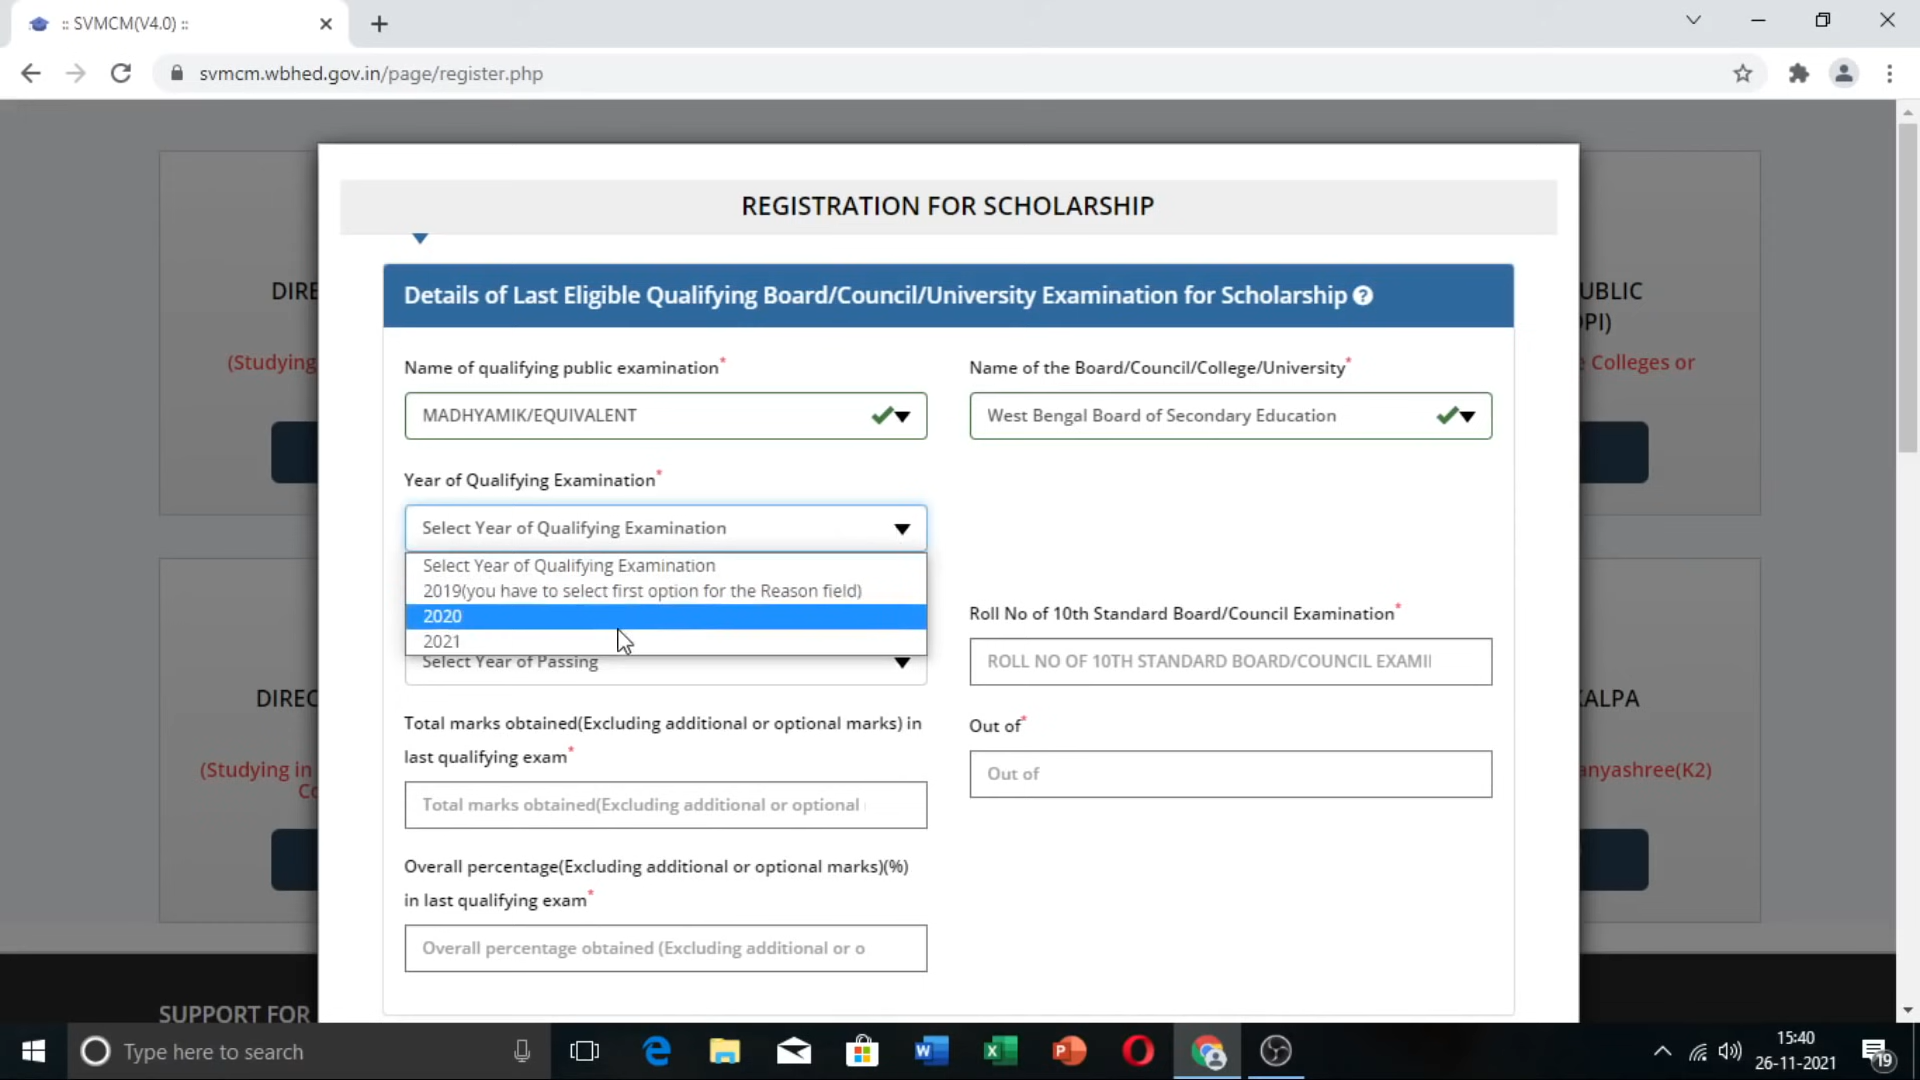 :: SVMCM(V4.0) ::
svmcm.wbhed.gov.in/page/register.php
REGISTRATION FOR SCHOLARSHIP
Details of Last Eligible Qualifying Board/Council/University Examination for Scholarship ?
Name of qualifying public examination*
Name of the Board/Council/College/University*
MADHYAMIK/EQUIVALENT
West Bengal Board of Secondary Education
Year of Qualifying Examination*
Select Year of Qualifying Examination
Select Year of Qualifying Examination
2019(you have to select first option for the Reason field)
2020
2021
Select Year of Passing
Roll No of 10th Standard Board/Council Examination*
ROLL NO OF 10TH STANDARD BOARD/COUNCIL EXAMI
Total marks obtained(Excluding additional or optional marks) in
last qualifying exam*
Total marks obtained(Excluding additional or optional
Out of*
Out of
Overall percentage(Excluding additional or optional marks)(%)
in last qualifying exam*
Overall percentage obtained (Excluding additional or o
DIRE
(Studying
UBLIC
PI)
Colleges or
DIREC
(Studying in
Co
ALPA
anyashree(K2)
SUPPORT FOR
Type here to search
15:40
26-11-2021
19